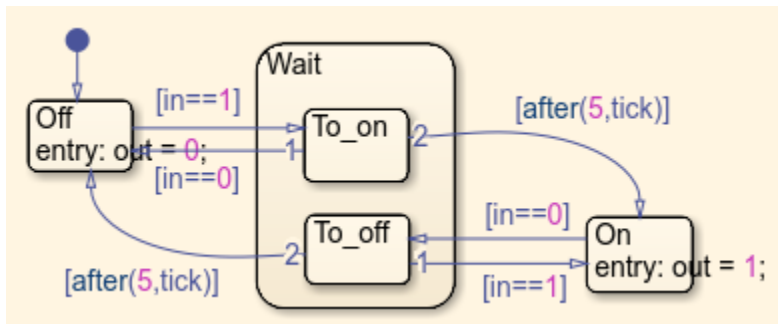 Wait
[in==1]
[after(5,tick)]
Off
entry: out = 0;
To_on
1
2
[in==0]
To_off
[in==0]
On
entry: out = 1;
2
1
[after(5,tick)]
[in==1]